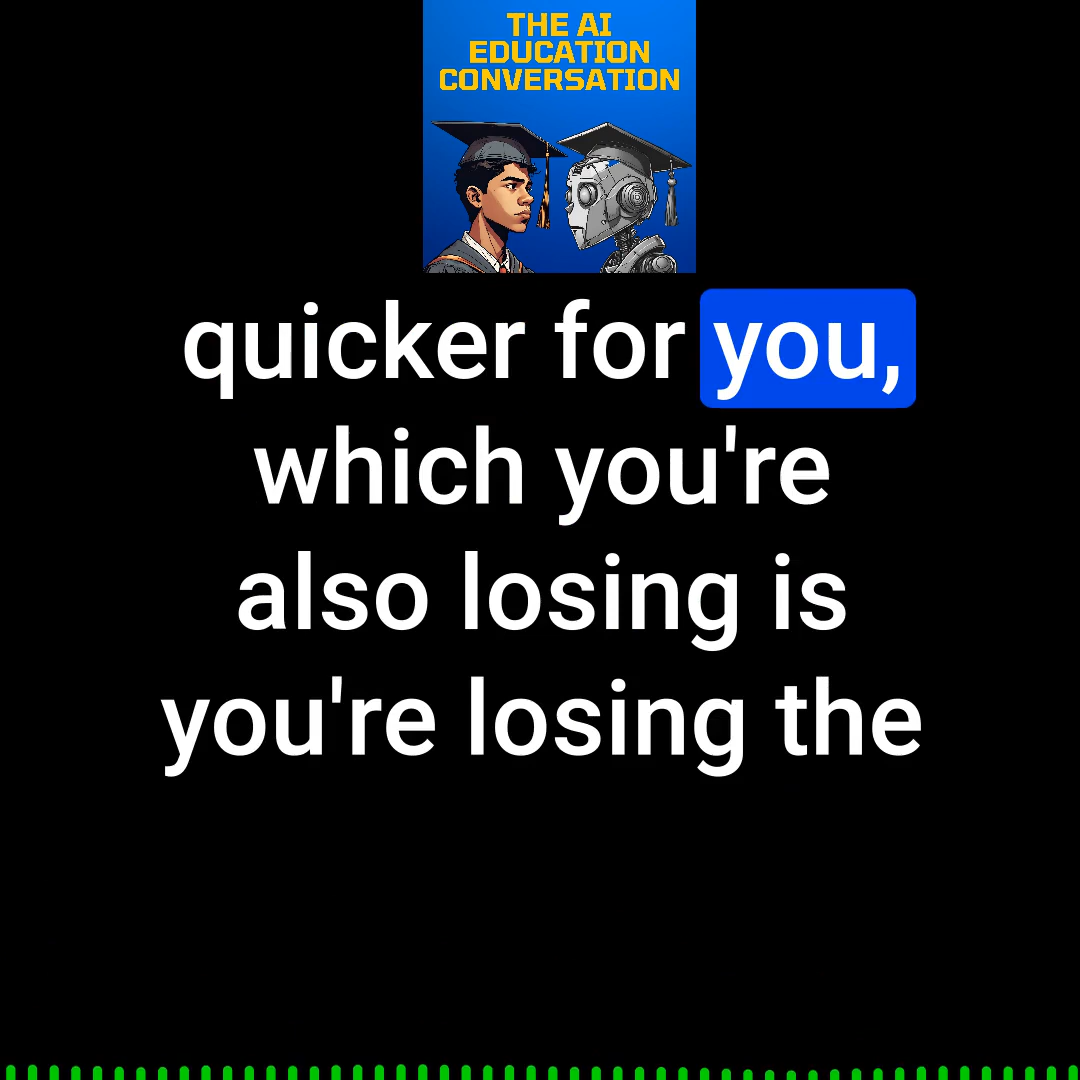 THE AI
EDUCATION
CONVERSATION
quicker for you,
which you're
also losing is
you're losing the